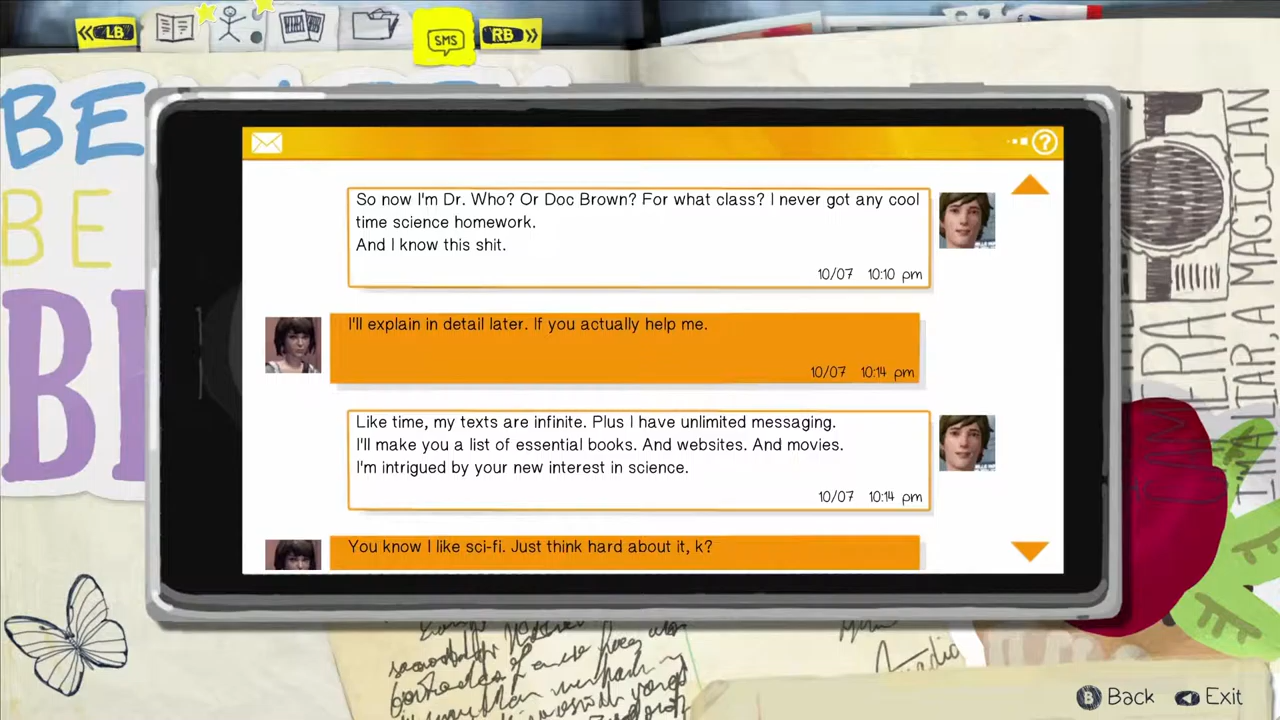 LB
SMS
RB
BE
BE
So now I'm Dr. Who? Or Doc Brown? For what class? I never got any cool
time science homework.
And I know this shit.
10/07 10:10 pm
I'll explain in detail later. If you actually help me.
10/07 10:14 pm
Like time, my texts are infinite. Plus I have unlimited messaging.
I'll make you a list of essential books. And websites. And movies.
I'm intrigued by your new interest in science.
10/07 10:14 pm
You know I like sci-fi. Just think hard about it, k?
LIAR, A MAGICIAN
B Back
Exit